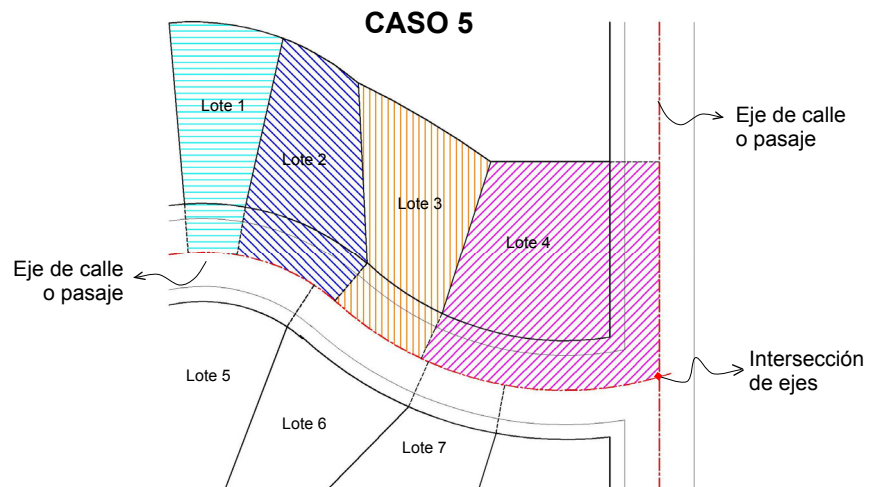 CASO 5
Lote 1
Eje de calle
o pasaje
Lote 2
Lote 3
Lote 4
Eje de calle
o pasaje
Intersección
de ejes
Lote 5
Lote 6
Lote 7